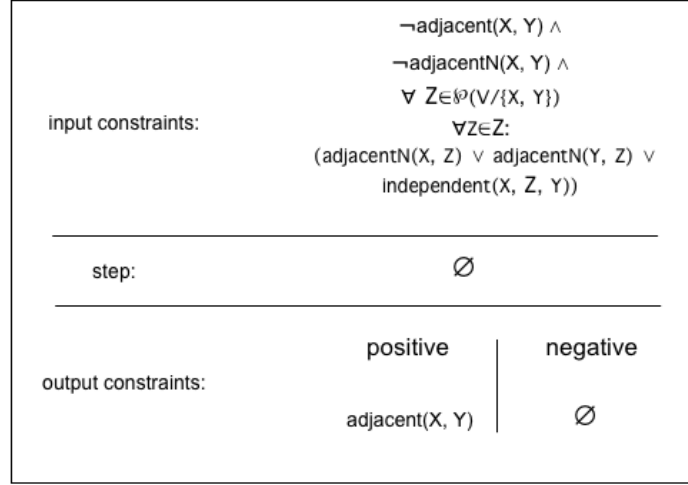 ¬adjacent(X, Y) ∧
¬adjacentN(X, Y) ∧
∀ Z∈℘(V/{X, Y})
input constraints:
∀Z∈Z:
(adjacentN(X, Z) ∨ adjacentN(Y, Z) ∨
independent(X, Z, Y))
step:
∅
positive
negative
output constraints:
adjacent(X, Y)
∅